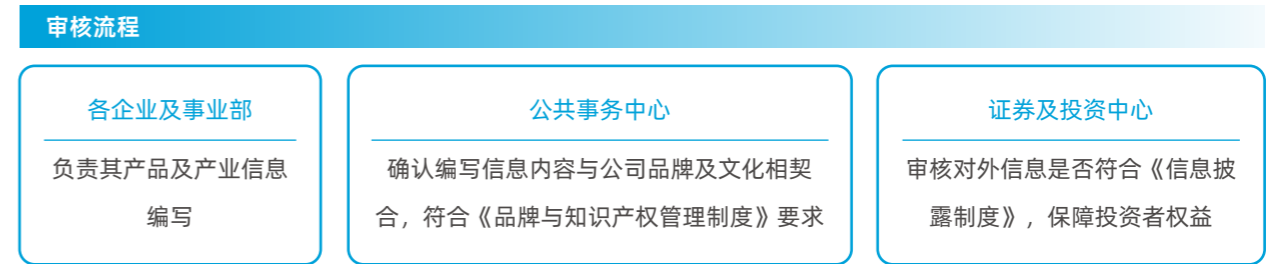 审核流程
各企业及事业部
负责其产品及产业信息
编写
公共事务中心
确认编写信息内容与公司品牌及文化相契
合，符合《品牌与知识产权管理制度》要求
证券及投资中心
审核对外信息是否符合《信息披
露制度》，保障投资者权益